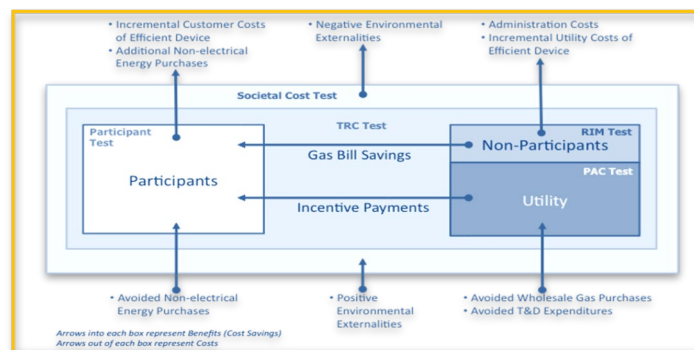 • Incremental Customer Costs
of Efficient Device
• Additional Non-electrical
Energy Purchases
• Negative Environmental
Externalities
• Administration Costs
• Incremental Utility Costs of
Efficient Device
Societal Cost Test
TRC Test
Participant
Test
Participants
Gas Bill Savings
Incentive Payments
RIM Test
Non-Participants
PAC Test
Utility
• Avoided Non-electrical
Energy Purchases
• Positive
Environmental
Externalities
• Avoided Wholesale Gas Purchases
• Avoided T&D Expenditures
Arrows into each box represent Benefits (Cost Savings)
Arrows out of each box represent Costs